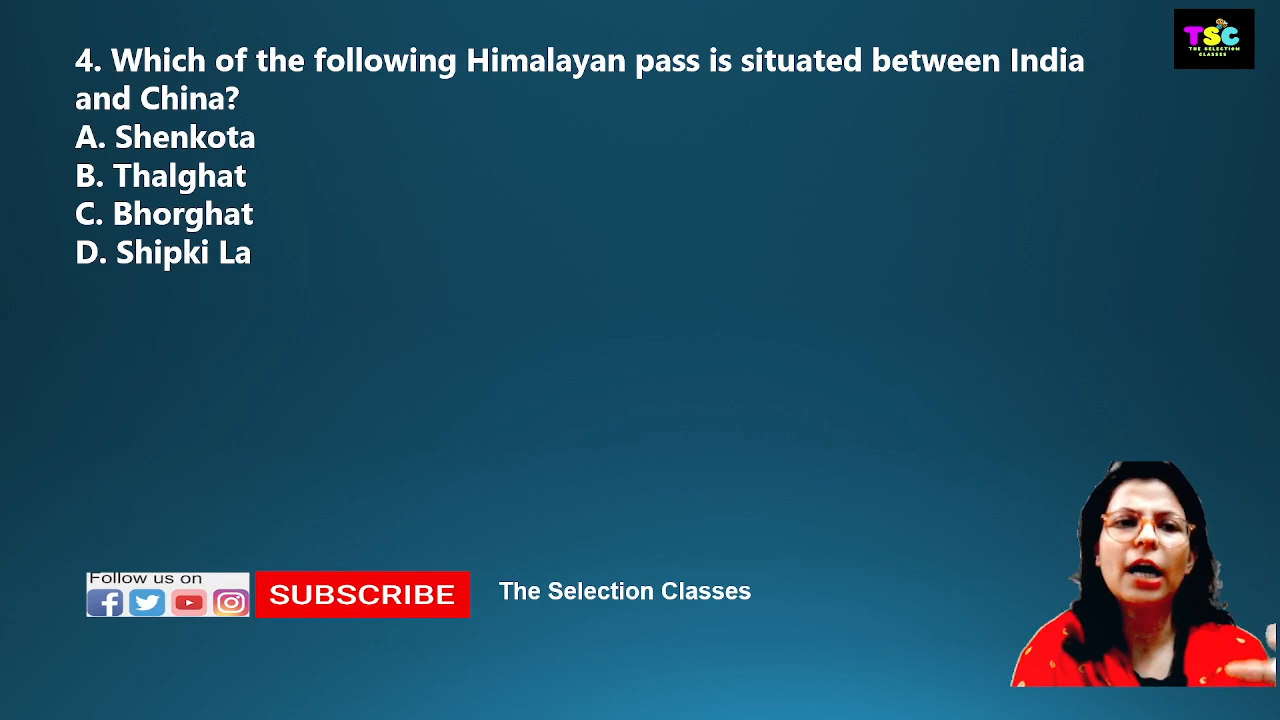 TSC
THE SELECTION
CLASSES
4. Which of the following Himalayan pass is situated between India
and China?
A. Shenkota
B. Thalghat
C. Bhorghat
D. Shipki La
Follow us on
SUBSCRIBE
The Selection Classes